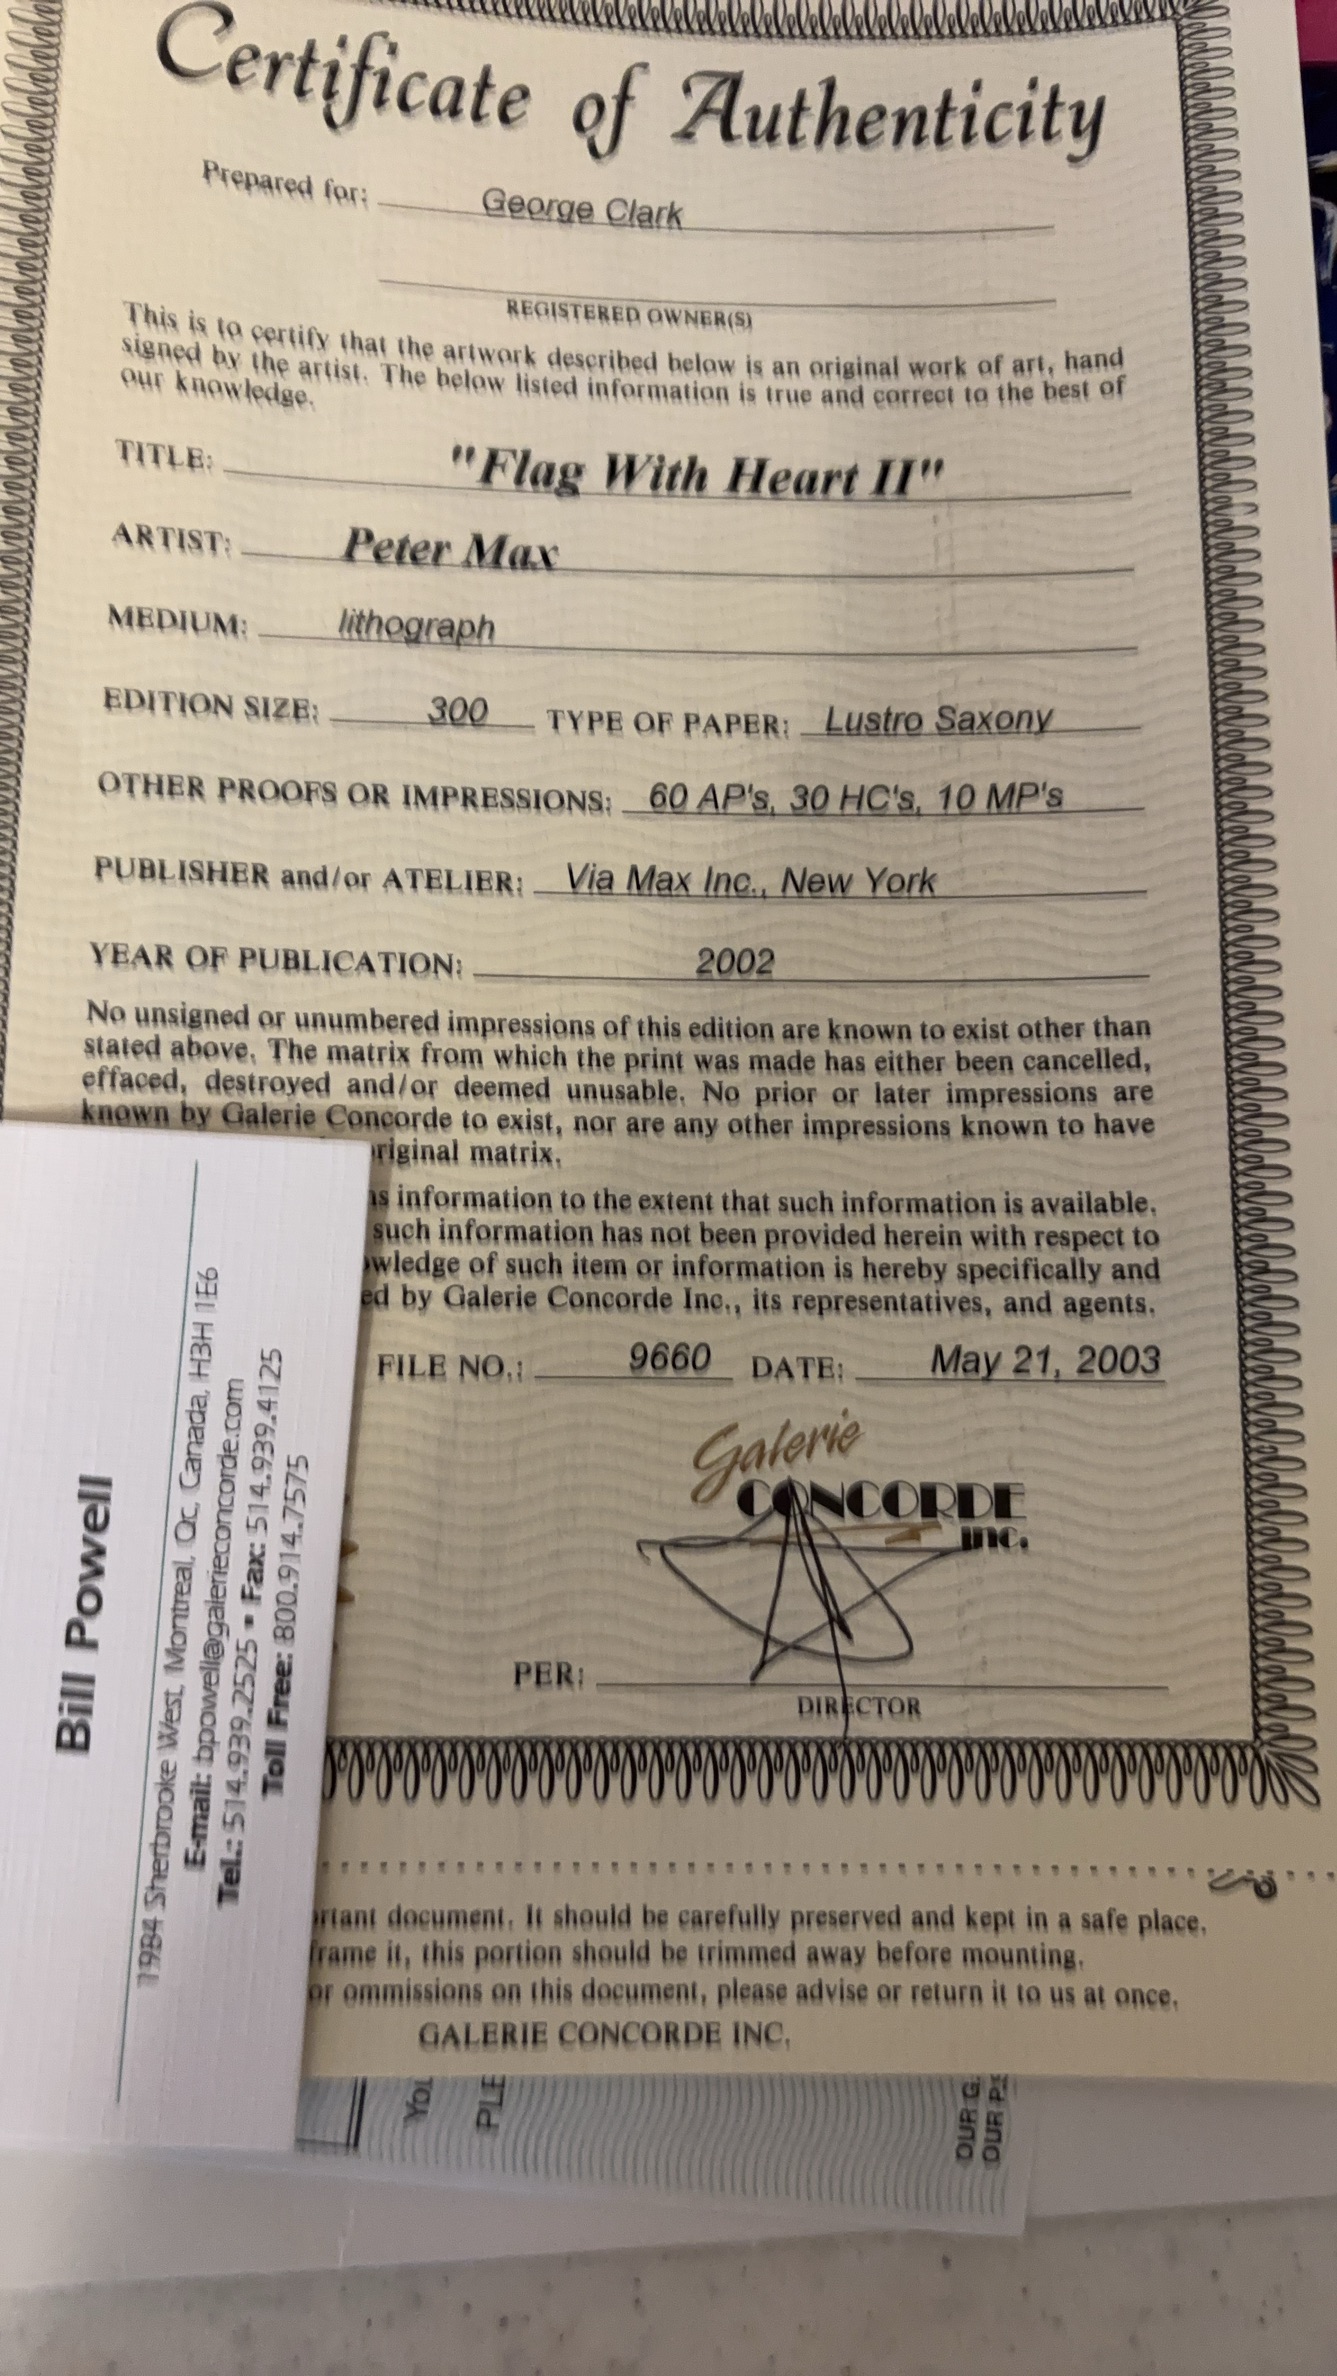 Certificate of Authenticity
Prepared for: George Clark
REGISTERED OWNER(S)
This is to certify that the artwork described below is an original work of art, hand
signed by the artist. The below listed information is true and correct to the best of
our knowledge.
TITLE: "Flag With Heart II"
ARTIST: Peter Max
MEDIUM: lithograph
EDITION SIZE: 300 TYPE OF PAPER: Lustro Saxony
OTHER PROOFS OR IMPRESSIONS: 60 AP's, 30 HC's, 10 MP's
PUBLISHER and/or ATELIER: Via Max Inc., New York
YEAR OF PUBLICATION: 2002
No unsigned or unumbered impressions of this edition are known to exist other than
stated above. The matrix from which the print was made has either been cancelled,
effaced, destroyed and/or deemed unusable. No prior or later impressions are
known by Galerie Concorde to exist, nor are any other impressions known to have
riginal matrix.
information to the extent that such information is available.
such information has not been provided herein with respect to
wledge of such item or information is hereby specifically and
ed by Galerie Concorde Inc., its representatives, and agents.
FILE NO.: 9660 DATE: May 21, 2003
Galerie
CONCORDE
inc.
PER:
DIRECTOR
rtant document. It should be carefully preserved and kept in a safe place.
frame it, this portion should be trimmed away before mounting.
or ommissions on this document, please advise or return it to us at once.
GALERIE CONCORDE INC.
Bill Powell
1984 Sherbrooke West, Montreal, Qc, Canada, H3H 1E6
E-mail: bpowell@galerieconcorde.com
Tel.: 514.939.2525 • Fax: 514.939.4125
Toll Free: 800.914.7575
YOU
PLE
OUR G
OUR P